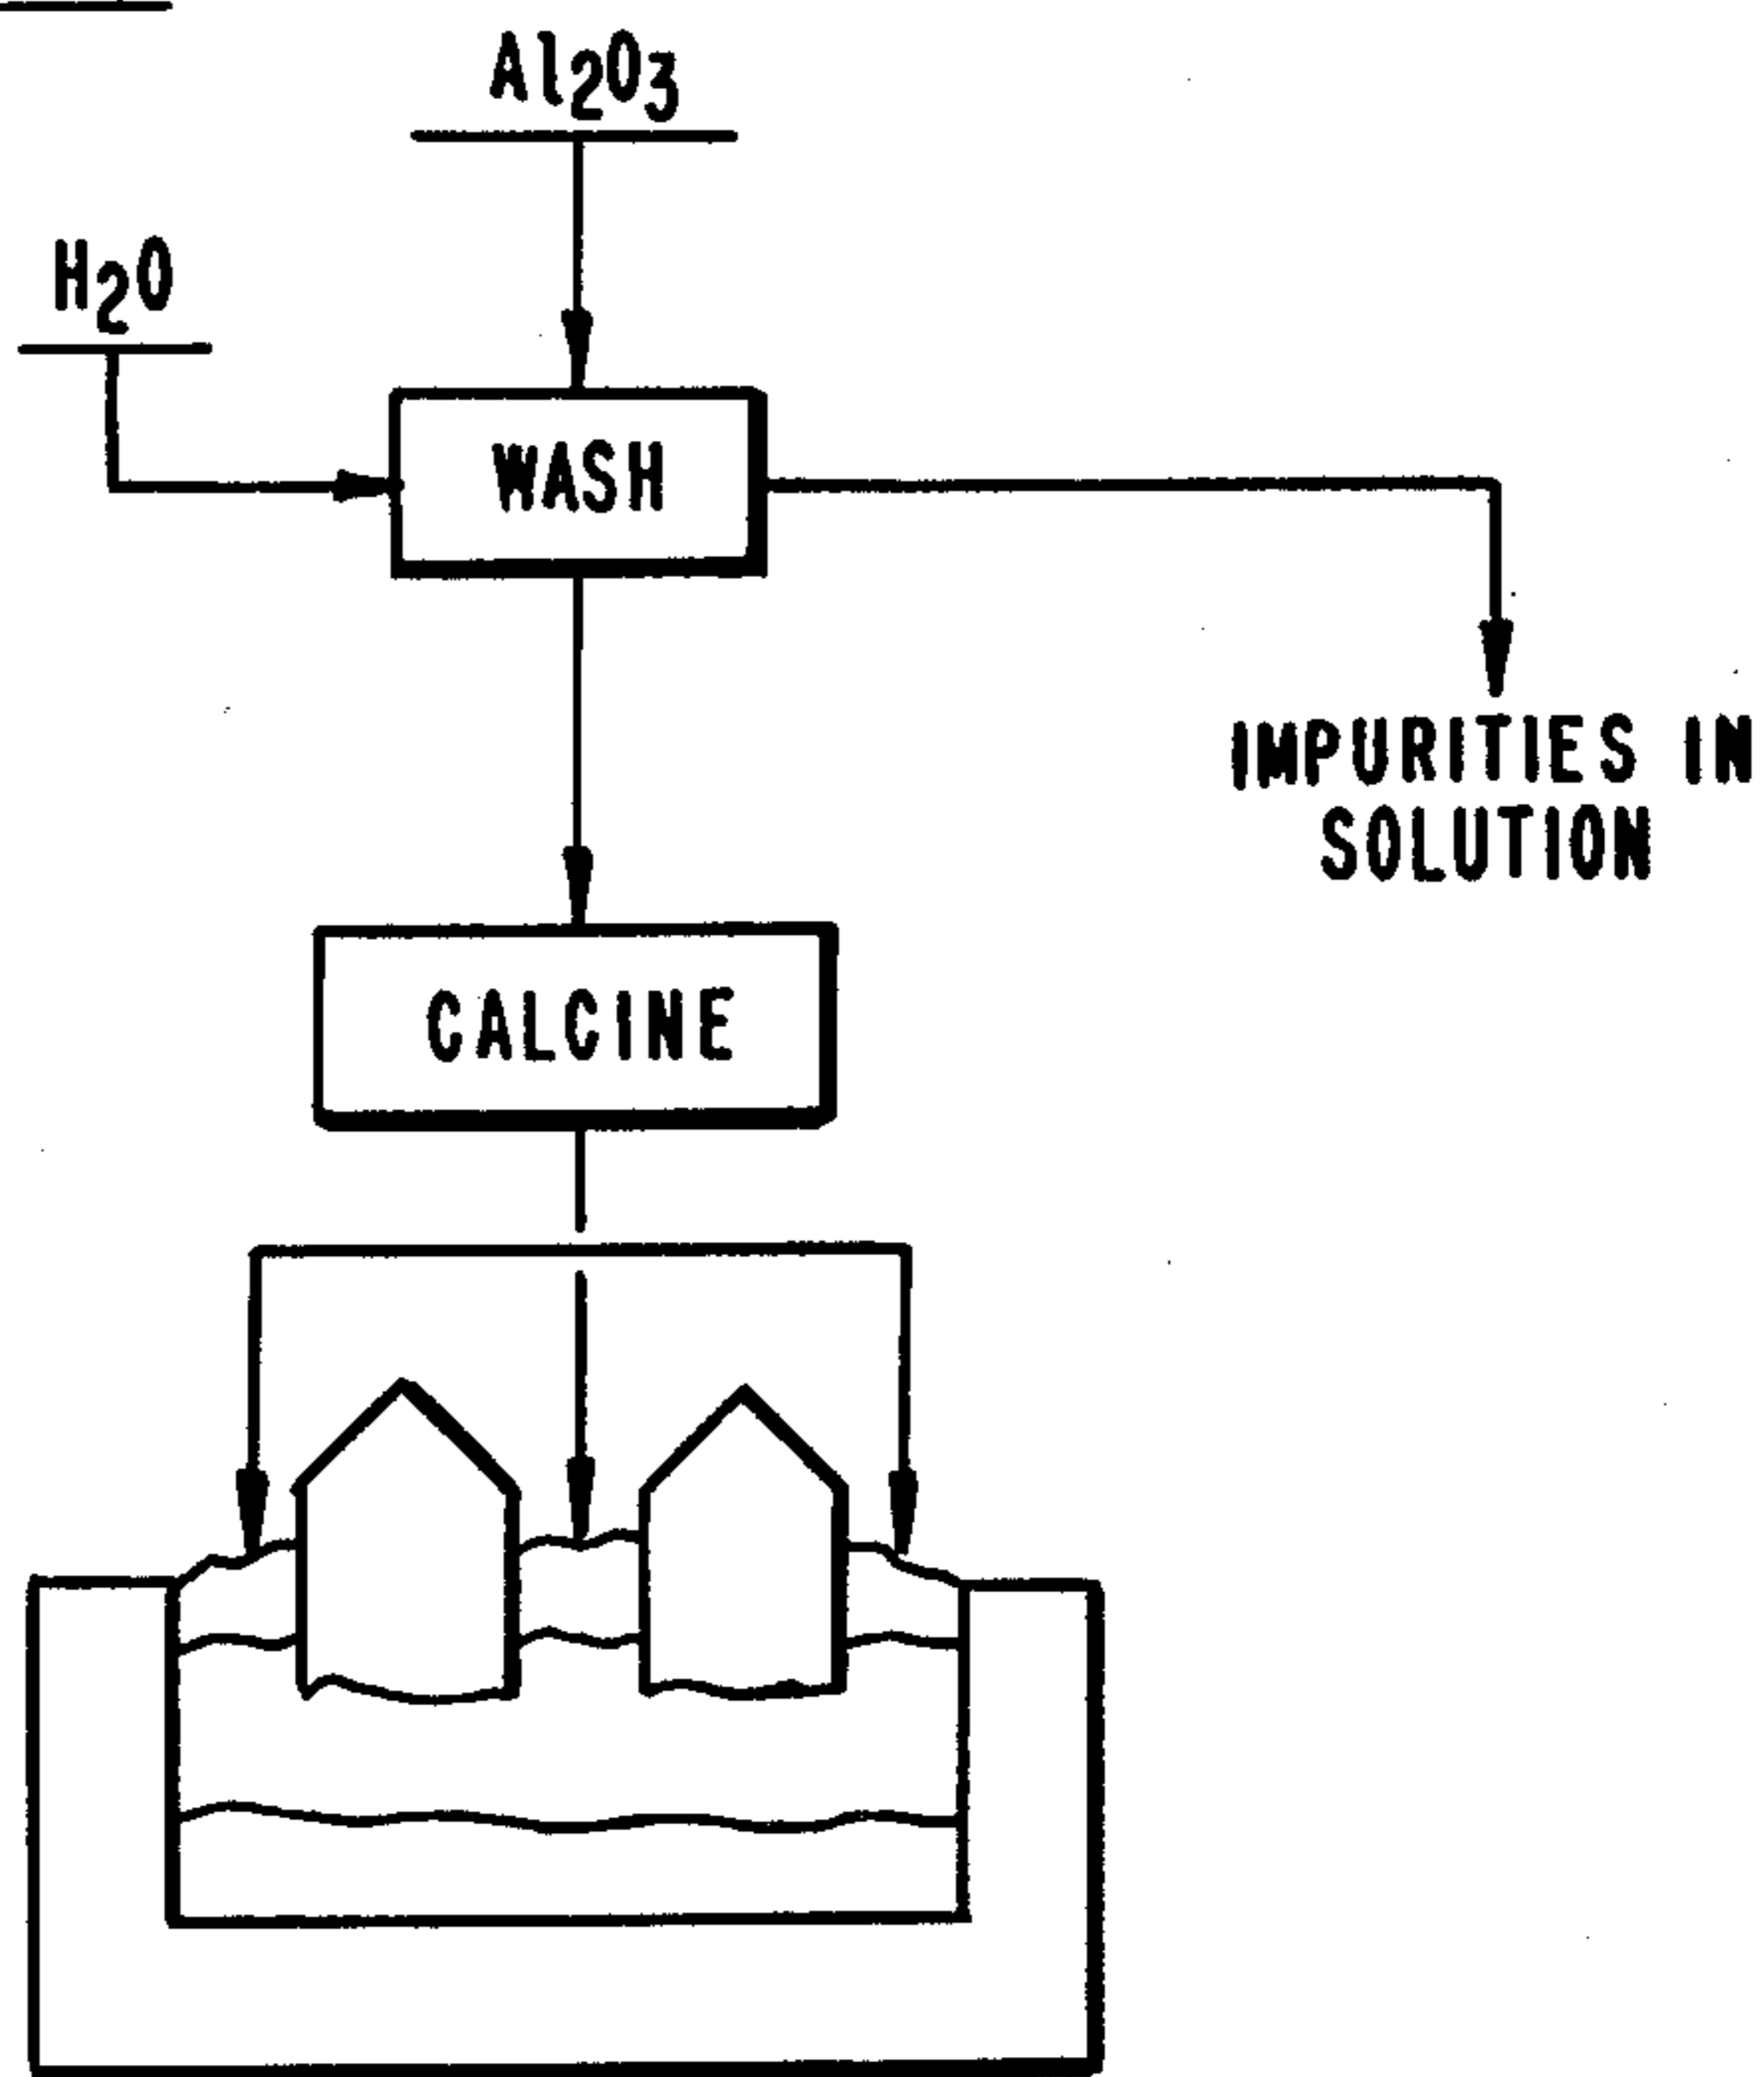 Al2O3
H2O
WASH
IMPURITIES IN
SOLUTION
CALCINE